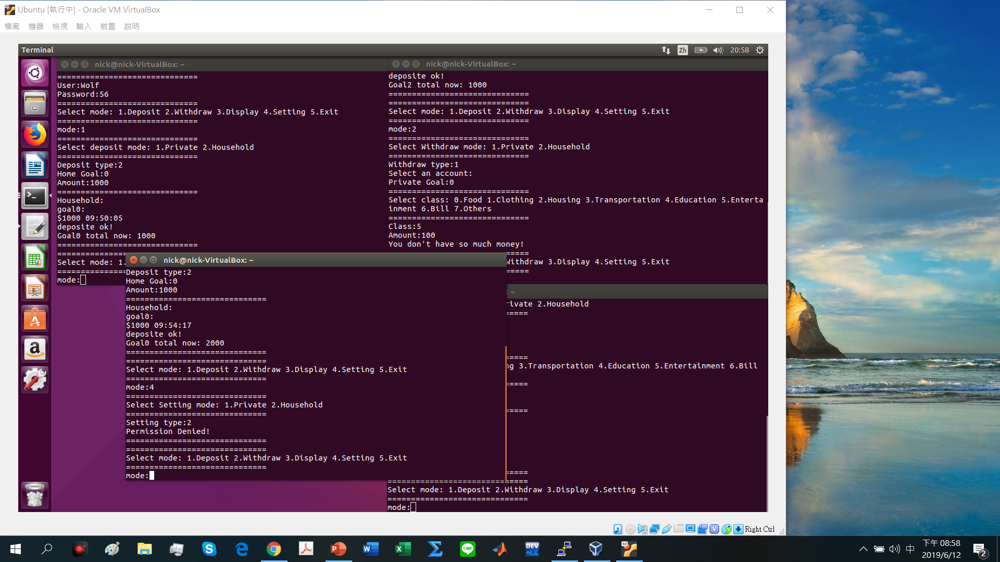 Ubuntu [執行中] - Oracle VM VirtualBox
檔案 機器 檢視 輸入 裝置 說明
Terminal
Zh
20:58
nick@nick-VirtualBox: ~
==============================
User:Wolf
Password:56
==============================
Select mode: 1.Deposit 2.Withdraw 3.Display 4.Setting 5.Exit
==============================
mode:1
==============================
Select deposit mode: 1.Private 2.Household
==============================
Deposit type:2
Home Goal:0
Amount:1000
==============================
Household:
goal0:
$1000 09:50:05
deposite ok!
Goal0 total now: 1000
==============================
===============
Select mode: 1.
===============
mode:
nick@nick-VirtualBox: ~
deposite ok!
Goal2 total now: 1000
==============================
==============================
Select mode: 1.Deposit 2.Withdraw 3.Display 4.Setting 5.Exit
==============================
mode:2
==============================
Select Withdraw mode: 1.Private 2.Household
==============================
Withdraw type:1
Select an account:
Private Goal:0
==============================
Select class: 0.Food 1.Clothing 2.Housing 3.Transportation 4.Education 5.Enterta
inment 6.Bill 7.Others
==============================
Class:5
Amount:100
You don't have so much money!
=====
Withdraw 3.Display 4.Setting 5.Exit
=====
nick@nick-VirtualBox: ~
Deposit type:2
Home Goal:0
Amount:1000
==============================
Household:
goal0:
$1000 09:54:17
deposite ok!
Goal0 total now: 2000
==============================
==============================
Select mode: 1.Deposit 2.Withdraw 3.Display 4.Setting 5.Exit
==============================
mode:4
==============================
Select Setting mode: 1.Private 2.Household
==============================
Setting type:2
Permission Denied!
==============================
==============================
Select mode: 1.Deposit 2.Withdraw 3.Display 4.Setting 5.Exit
==============================
mode:
: ~
rivate 2.Household
=====
=====
ng 3.Transportation 4.Education 5.Entertainment 6.Bill
=====
=====
=====
==============================
Select mode: 1.Deposit 2.Withdraw 3.Display 4.Setting 5.Exit
==============================
mode:
Right Ctrl
中
下午 08:58
2019/6/12
2